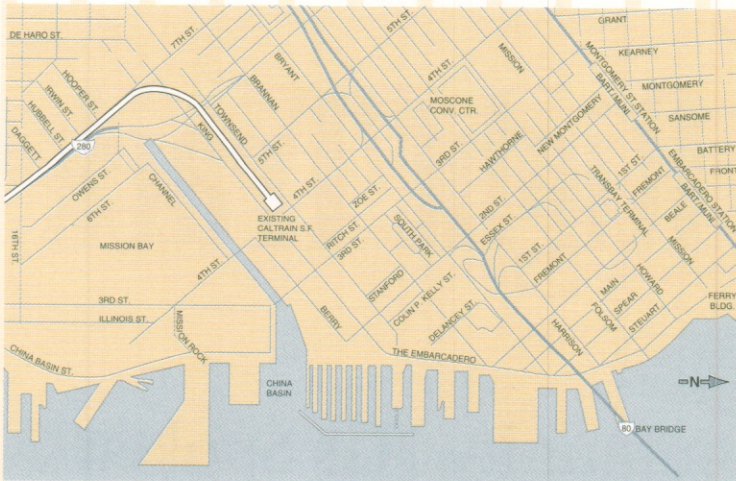 GRANT
DE HARO ST.
7TH ST.
5TH ST.
MISSION
KEARNEY
MONTGOMERY ST. STATION
BART/MUNI
BRYANT
4TH ST.
MONTGOMERY
HOOPER ST.
IRWIN ST.
HUBBELL ST.
DAGGETT
BRANNAN
MOSCONE
CONV. CTR.
SANSOME
TOWNSEND
KING
HAWTHORNE
NEW MONTGOMERY
280
5TH ST.
3RD ST.
BATTERY
EMBARCADERO STATION
BART/MUNI
FRONT
1ST ST.
FREMONT
TRANSBAY TERMINAL
OWENS ST.
6TH ST.
CHANNEL
4TH ST.
ZOE ST.
2ND ST.
BEALE
EXISTING
CALTRAIN S.F.
TERMINAL
ESSEX ST.
SOUTH PARK
RITCH ST.
3RD ST.
MISSION
16TH ST.
MISSION BAY
1ST ST.
FREMONT
HOWARD
4TH ST.
STANFORD
MAIN
SPEAR
FOLSOM
STEUART
3RD ST.
COLIN P. KELLY ST.
FERRY
BLDG.
ILLINOIS ST.
MISSION ROCK
BERRY
DELANCEY ST.
HARRISON
CHINA BASIN ST.
THE EMBARCADERO
CHINA
BASIN
N
80 BAY BRIDGE